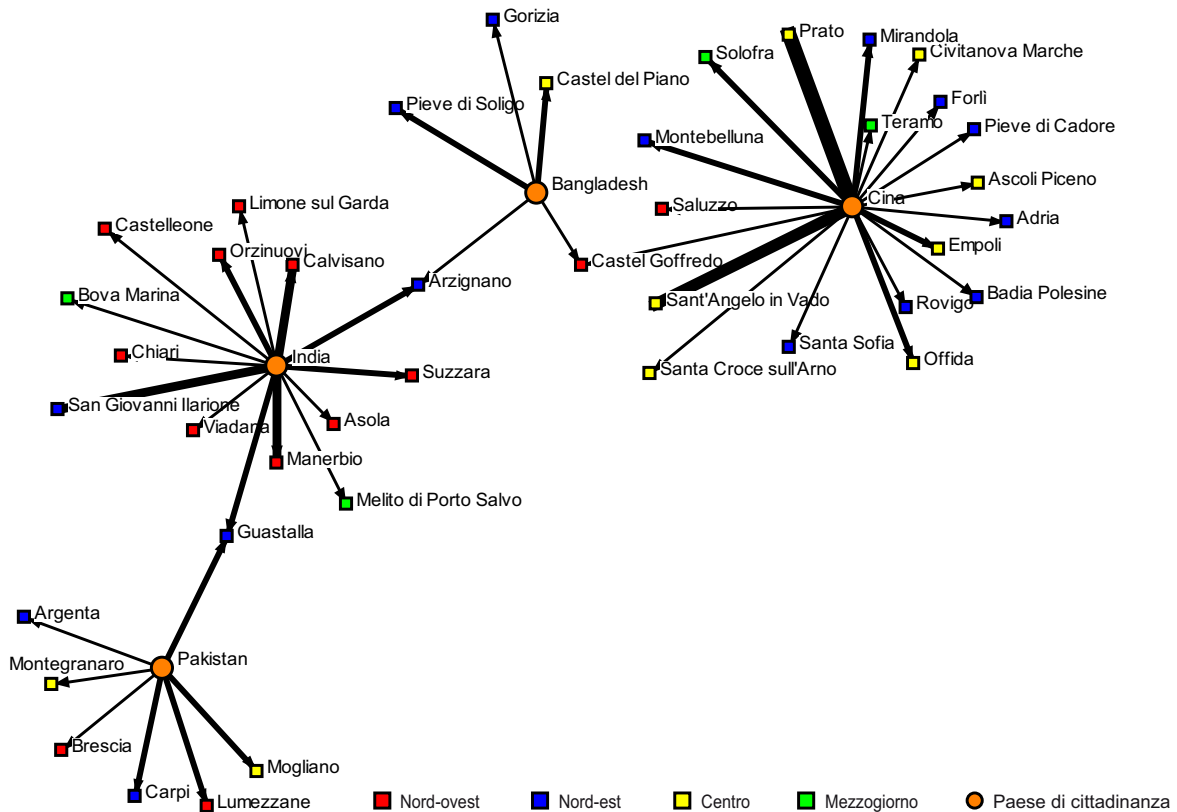 Gorizia
Prato
Mirandola
Civitanova Marche
Solofra
Castel del Piano
Pieve di Soligo
Forlì
Teramo
Pieve di Cadore
Montebelluna
Bangladesh
Ascoli Piceno
Cina
Saluzzo
Limone sul Garda
Castelleone
Adria
Orzinuovi
Calvisano
Castel Goffredo
Empoli
Arzignano
Bova Marina
Sant'Angelo in Vado
Badia Polesine
Rovigo
Santa Sofia
Chiari
India
Offida
Santa Croce sull'Arno
Suzzara
San Giovanni Ilarione
Viadana
Asola
Manerbio
Melito di Porto Salvo
Guastalla
Argenta
Pakistan
Montegranaro
Brescia
Mogliano
Carpi
Lumezzane
Nord-ovest
Nord-est
Centro
Mezzogiorno
Paese di cittadinanza